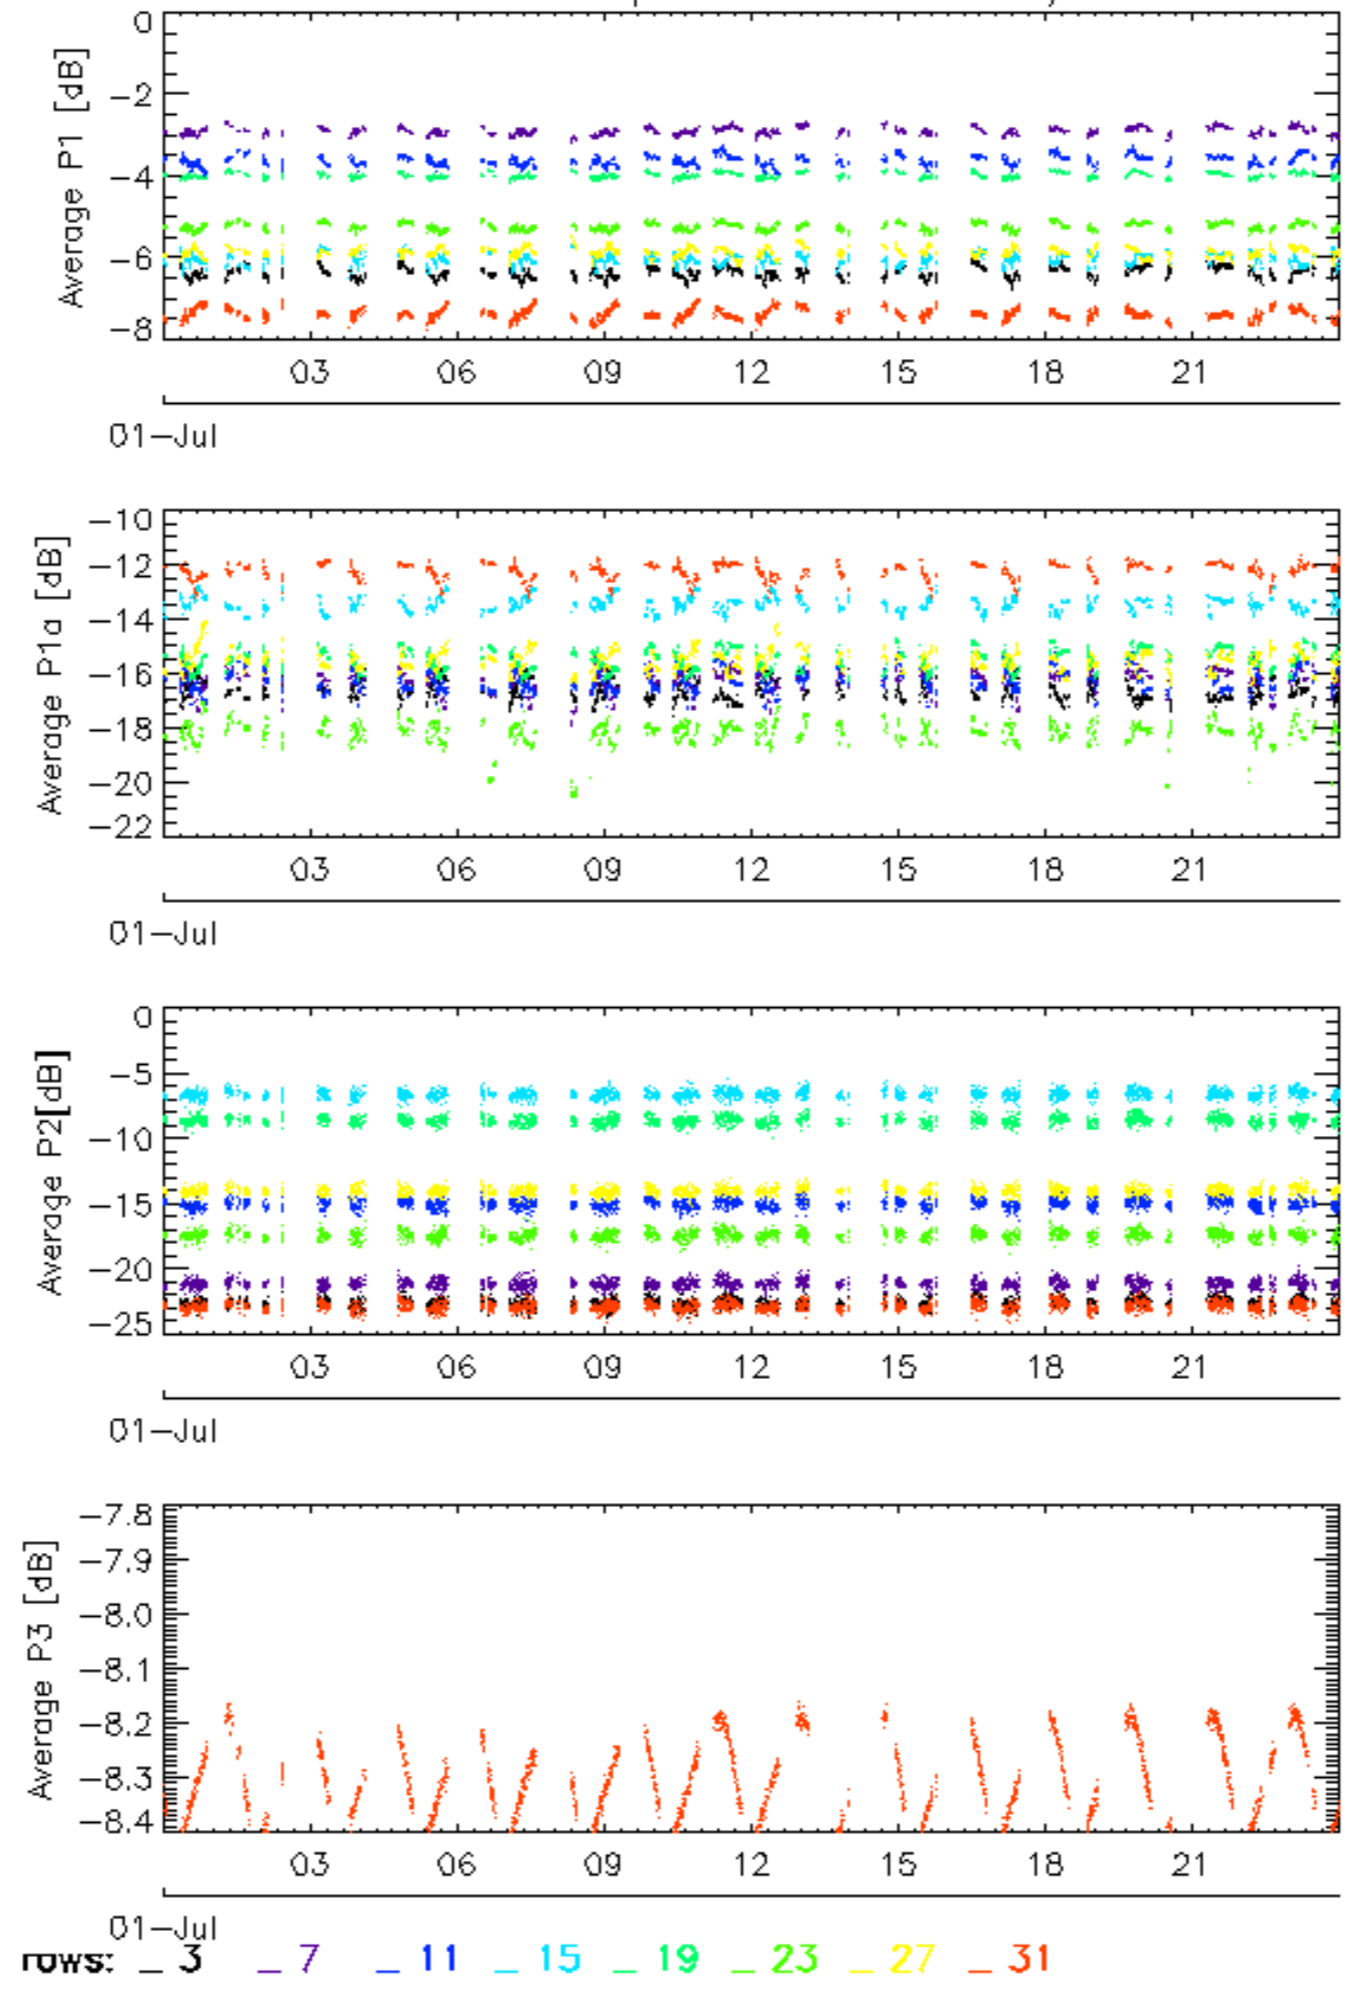 Average P1 [dB]
0
−2
−4
−6
−8
03 06 09 12 15 18 21
01−Jul
Average P1a [dB]
−10
−12
−14
−16
−18
−20
−22
03 06 09 12 15 18 21
01−Jul
Average P2[dB]
0
−5
−10
−15
−20
−25
03 06 09 12 15 18 21
01−Jul
Average P3 [dB]
−7.8
−7.9
−8.0
−8.1
−8.2
−8.3
−8.4
03 06 09 12 15 18 21
01−Jul
rows: _ 3 _ 7 _ 11 _ 15 _ 19 _ 23 _ 27 _ 31